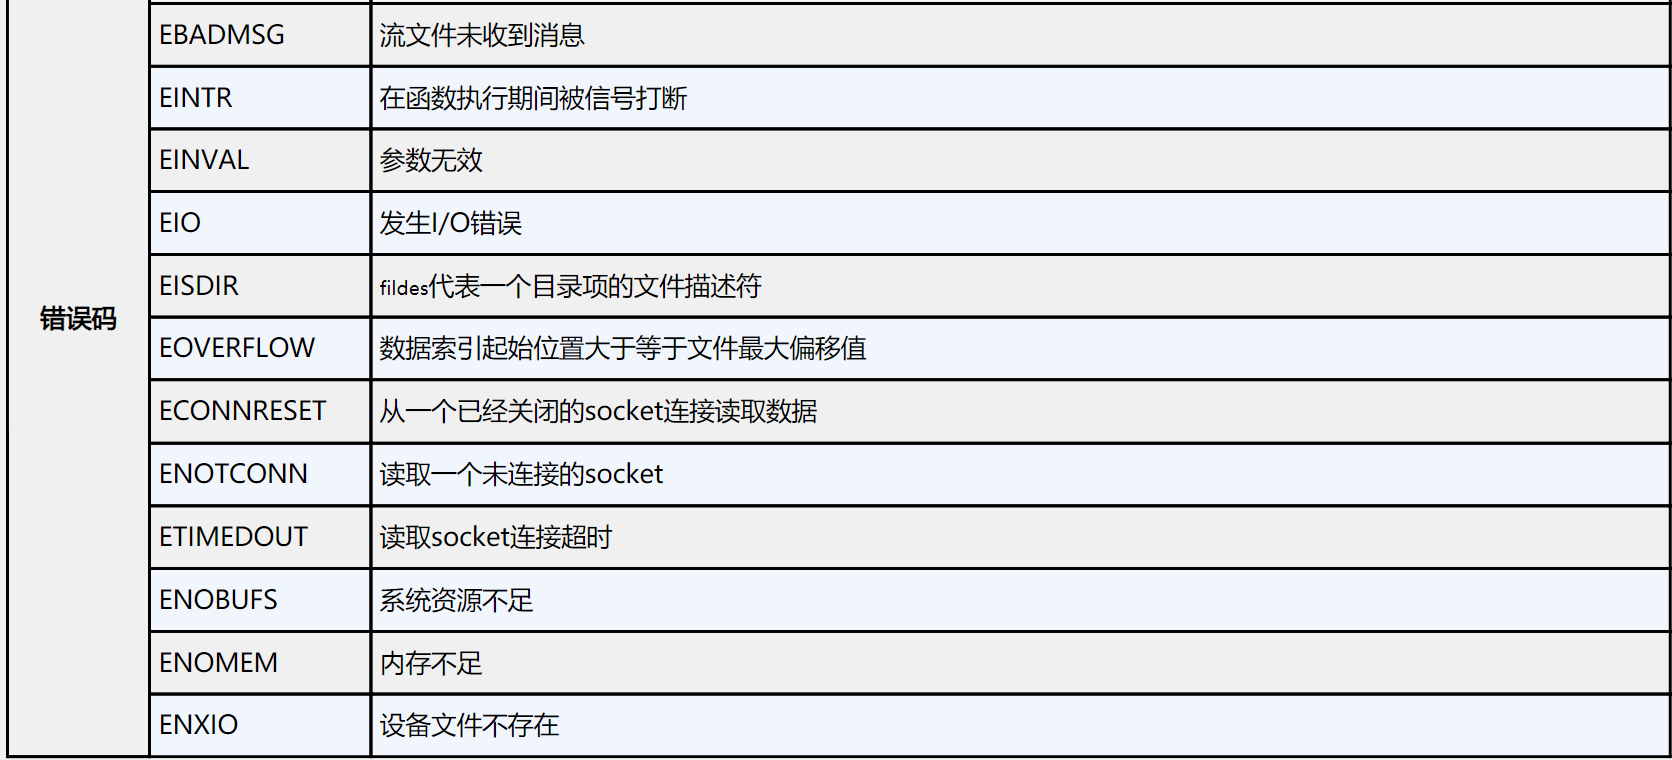 EBADMSG 流文件未收到消息
EINTR 在函数执行期间被信号打断
EINVAL 参数无效
EIO 发生I/O错误
EISDIR fildes代表一个目录项的文件描述符
错误码
EOVERFLOW 数据索引起始位置大于等于文件最大偏移值
ECONNRESET 从一个已经关闭的socket连接读取数据
ENOTCONN 读取一个未连接的socket
ETIMEDOUT 读取socket连接超时
ENOBUFS 系统资源不足
ENOMEM 内存不足
ENXIO 设备文件不存在